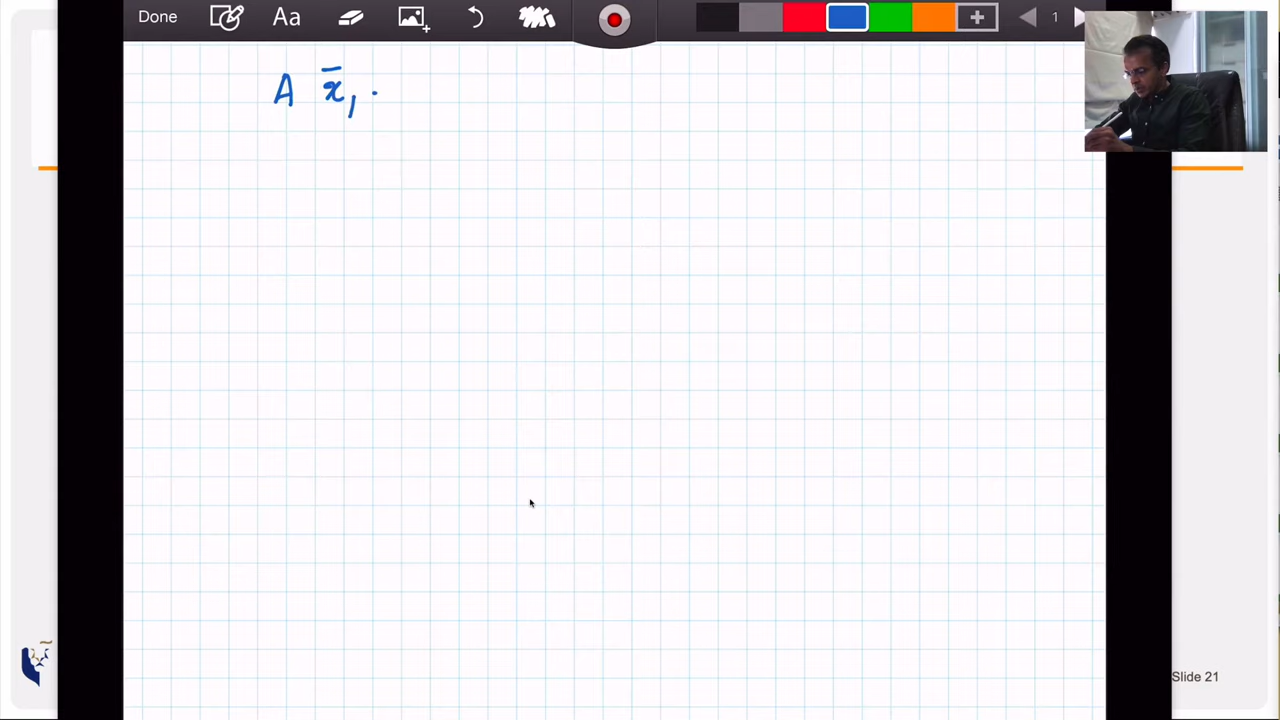 Done Aa 1
A x̄₁ .
Slide 21